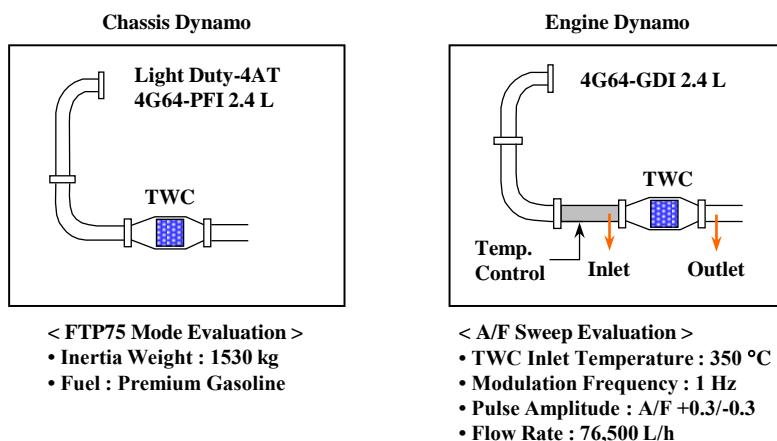 Chassis Dynamo
Light Duty-4AT
4G64-PFI 2.4 L
TWC
< FTP75 Mode Evaluation >
• Inertia Weight : 1530 kg
• Fuel : Premium Gasoline
Engine Dynamo
4G64-GDI 2.4 L
TWC
Temp.
Control
Inlet
Outlet
< A/F Sweep Evaluation >
• TWC Inlet Temperature : 350 °C
• Modulation Frequency : 1 Hz
• Pulse Amplitude : A/F +0.3/-0.3
• Flow Rate : 76,500 L/h